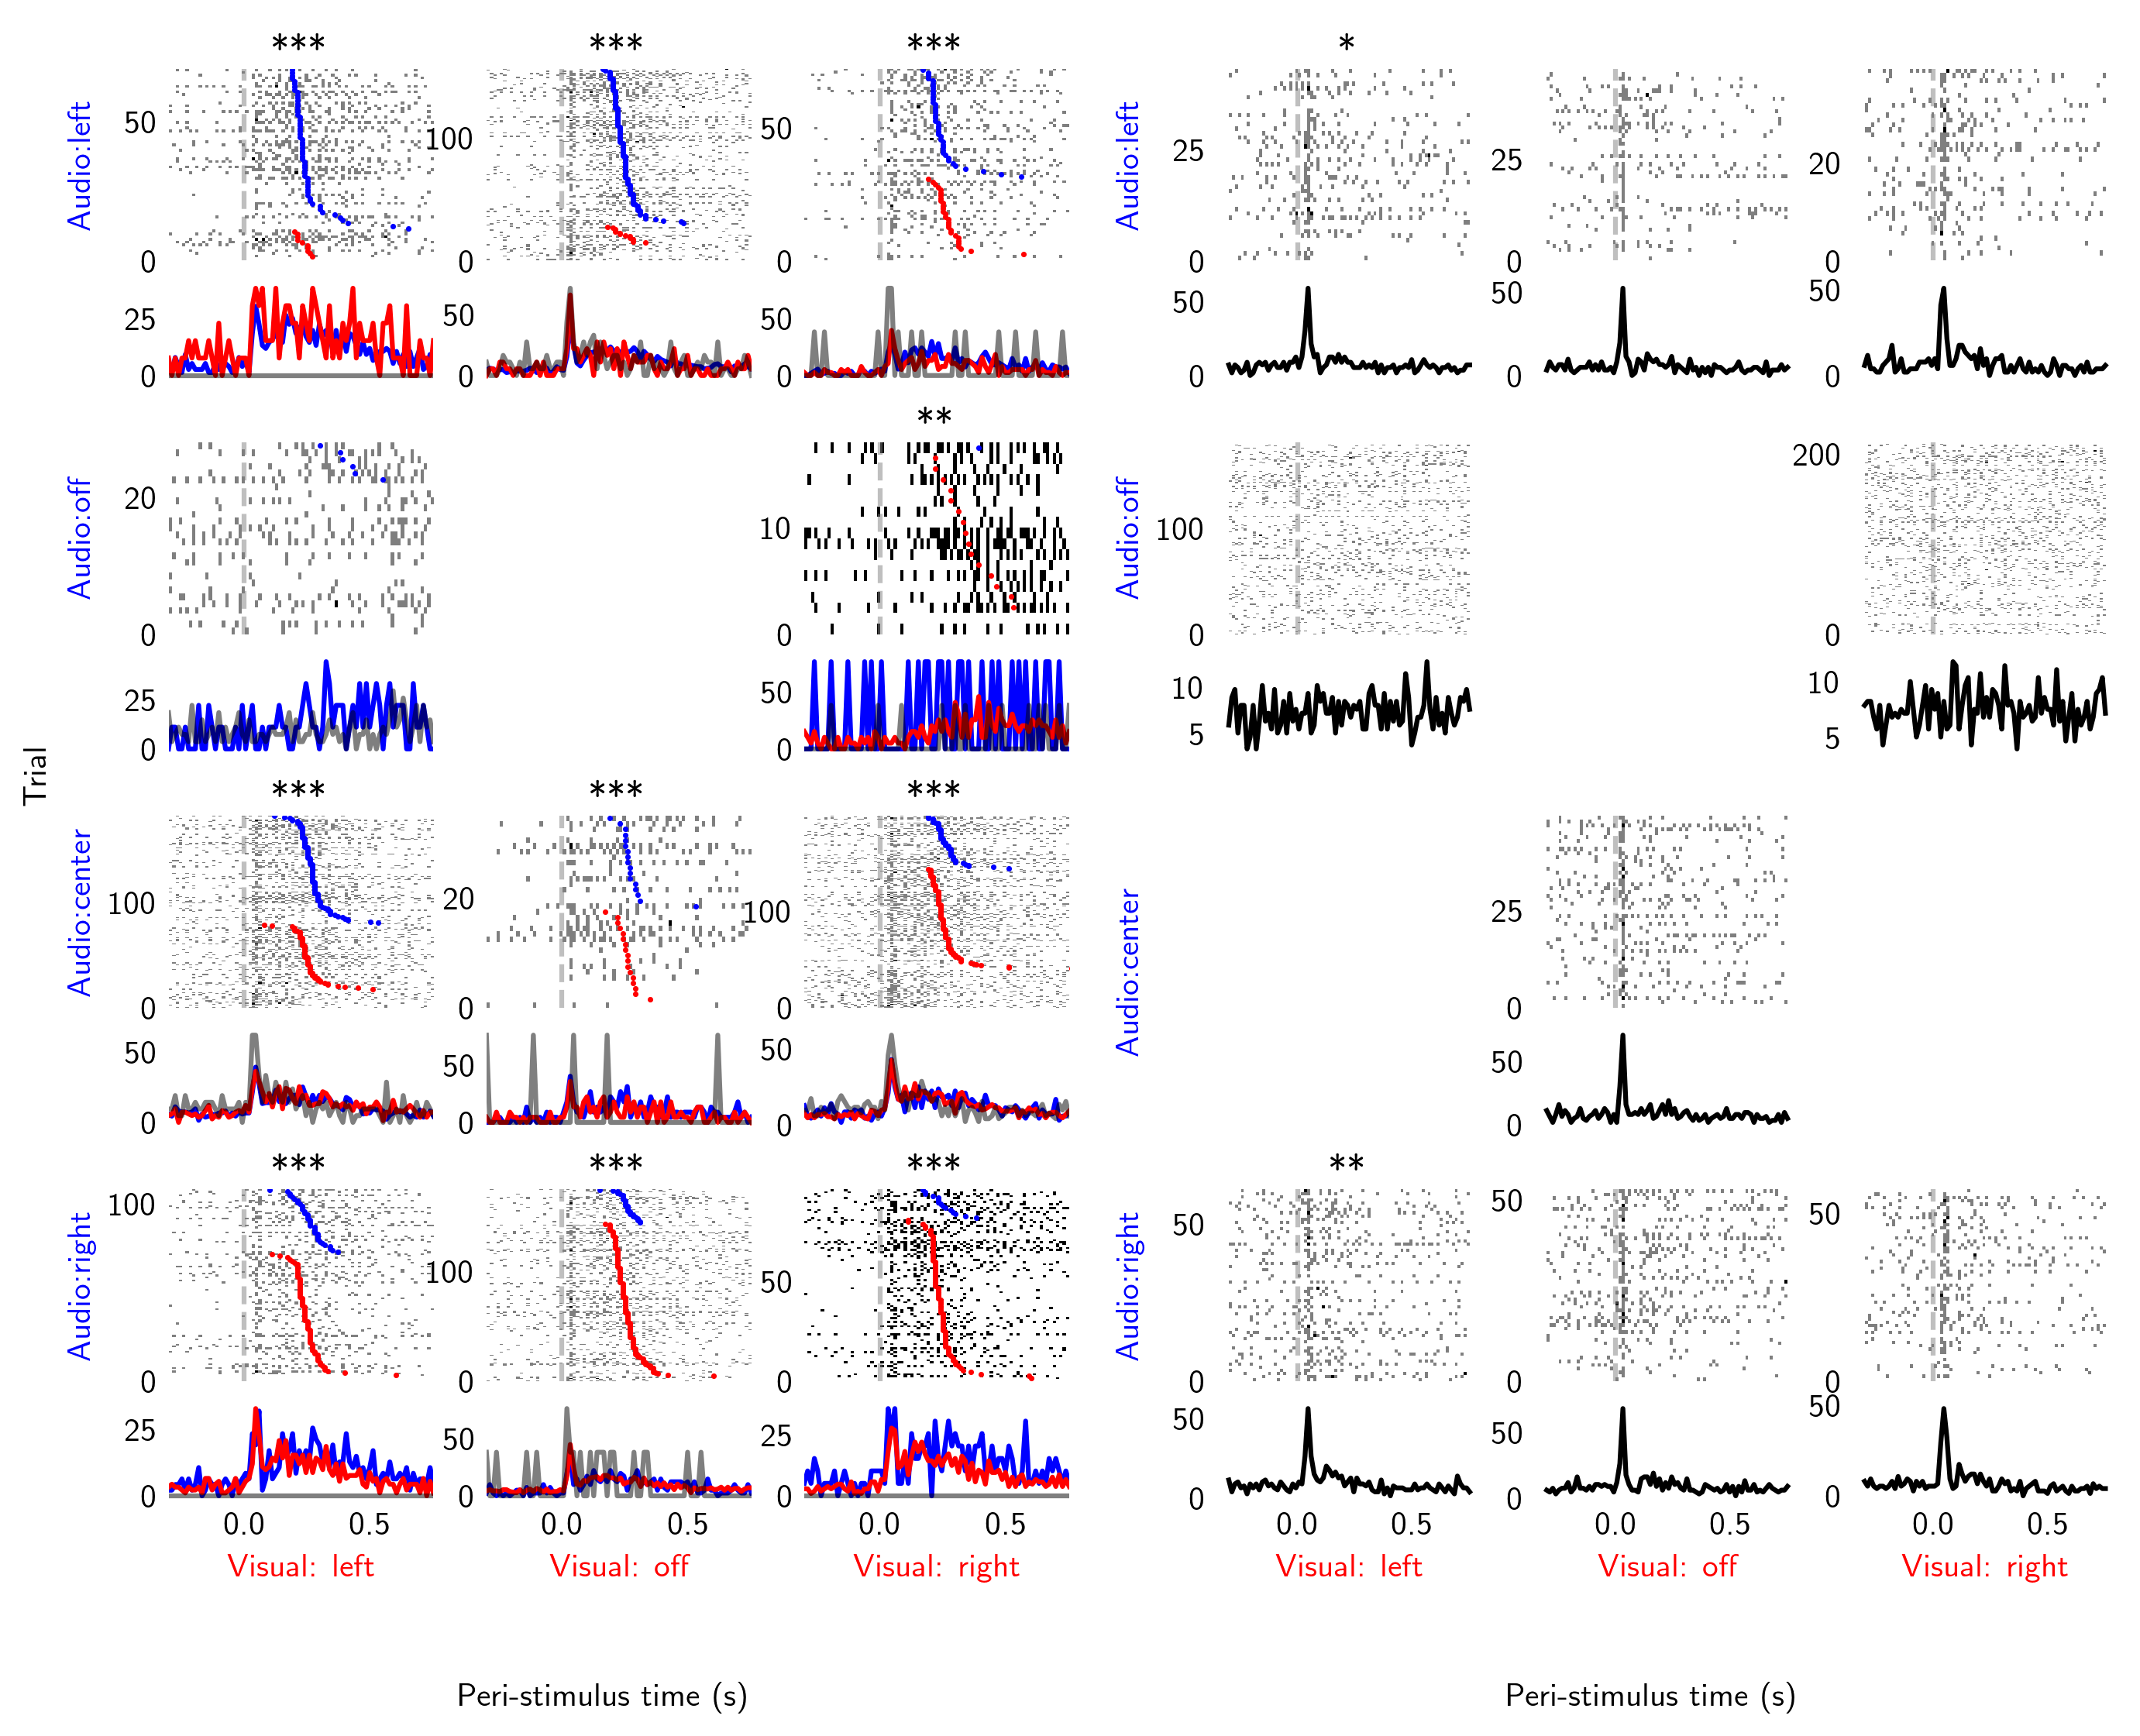 *** *** *** *
Audio:left 50 0 100 0 50 0 Audio:left 25 0 25 0 20 0
25 0 50 0 50 0 50 0 50 0 50 0
**
Audio:off 20 0 10 0 Audio:off 100 0 200 0
25 0 50 0 10 5 10 5
Trial
*** *** ***
Audio:center 100 0 20 0 100 0 Audio:center 25 0
50 0 50 0 50 0 50 0
*** *** *** **
Audio:right 100 0 100 0 50 0 Audio:right 50 0 50 0 50 0
25 0 50 0 25 0 50 0 50 0 50 0
0.0 0.5 0.0 0.5 0.0 0.5 0.0 0.5 0.0 0.5 0.0 0.5
Visual: left Visual: off Visual: right Visual: left Visual: off Visual: right
Peri-stimulus time (s) Peri-stimulus time (s)